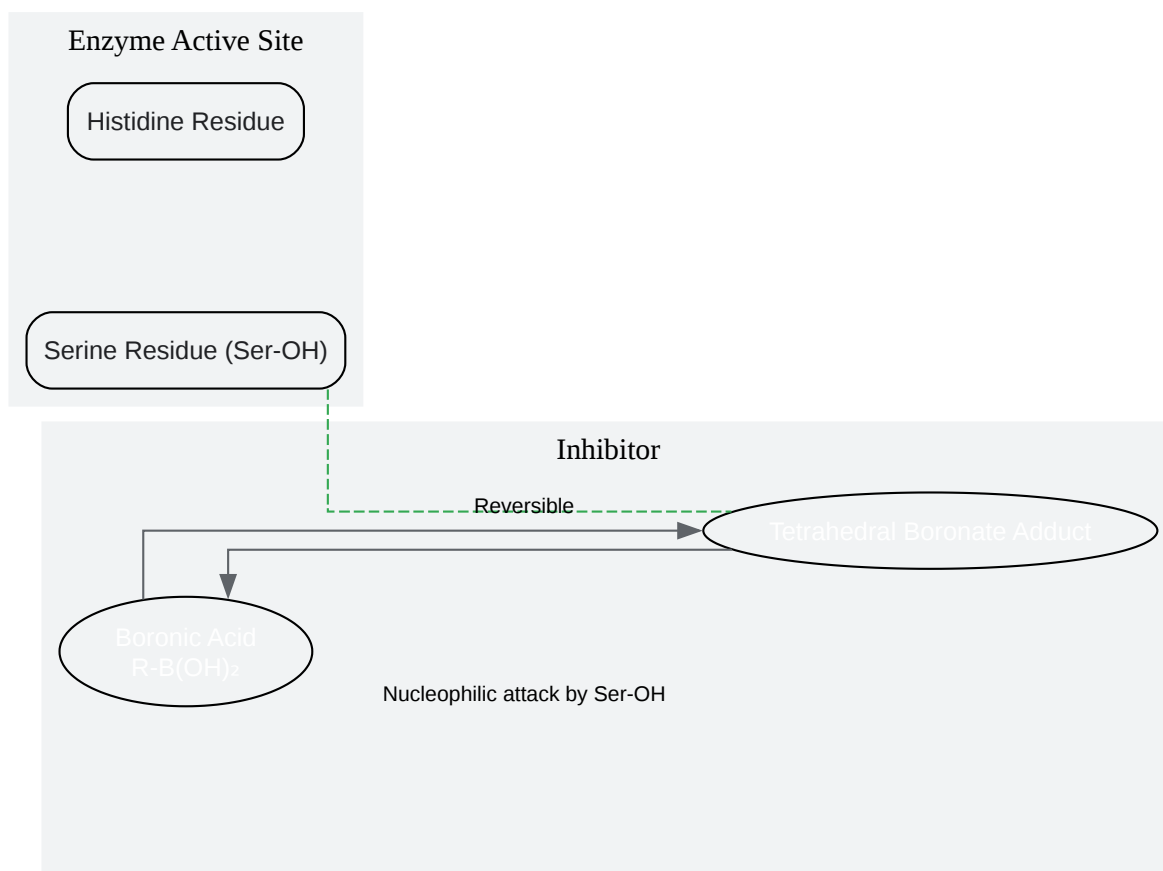 Enzyme Active Site
Histidine Residue
Serine Residue (Ser-OH)
Inhibitor
Reversible
Tetrahedral Boronate Adduct
Boronic Acid
R-B(OH)₂
Nucleophilic attack by Ser-OH